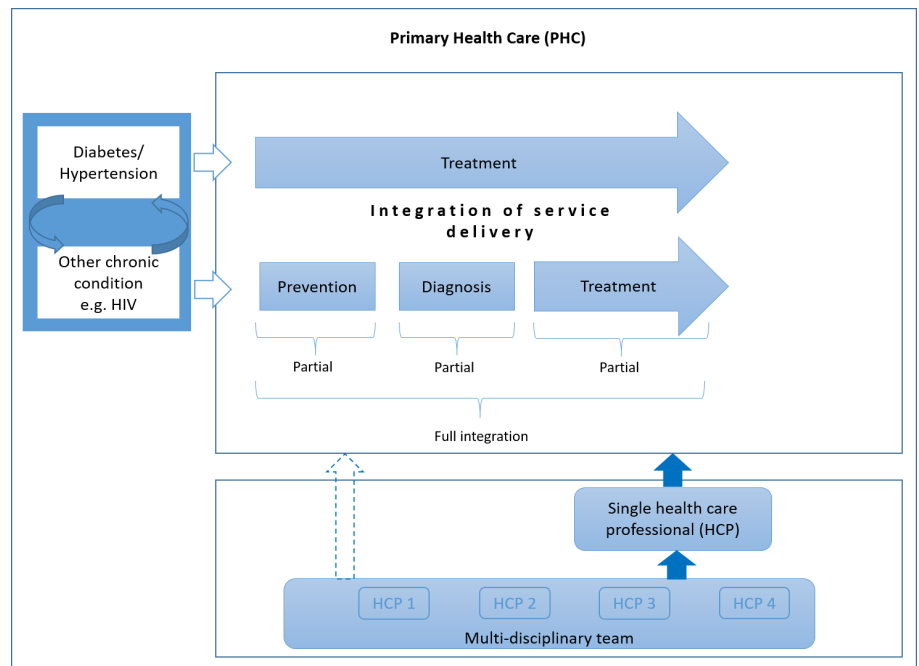 Primary Health Care (PHC)
Diabetes/
Hypertension
Treatment
Integration of service
delivery
Other chronic
condition
e.g. HIV
Prevention
Diagnosis
Treatment
Partial
Partial
Partial
Full integration
Single health care
professional (HCP)
HCP 1
HCP 2
HCP 3
HCP 4
Multi-disciplinary team